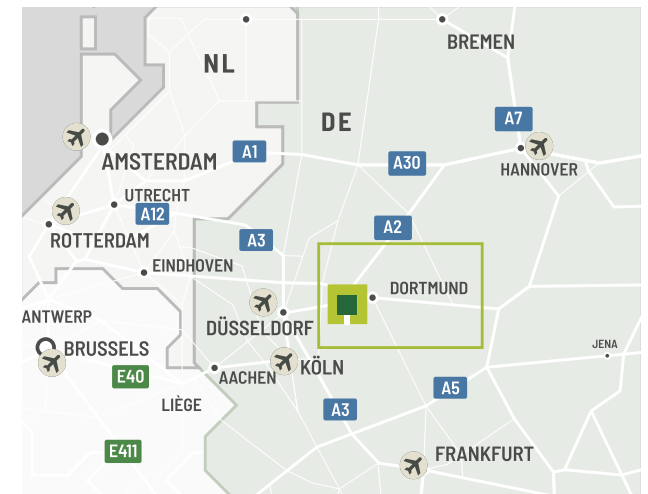 BREMEN
NL
DE
A7
AMSTERDAM
A1
A30
HANNOVER
UTRECHT
A12
ROTTERDAM
A3
A2
EINDHOVEN
DORTMUND
ANTWERP
DÜSSELDORF
BRUSSELS
JENA
KÖLN
AACHEN
E40
A5
LIÈGE
A3
E411
FRANKFURT